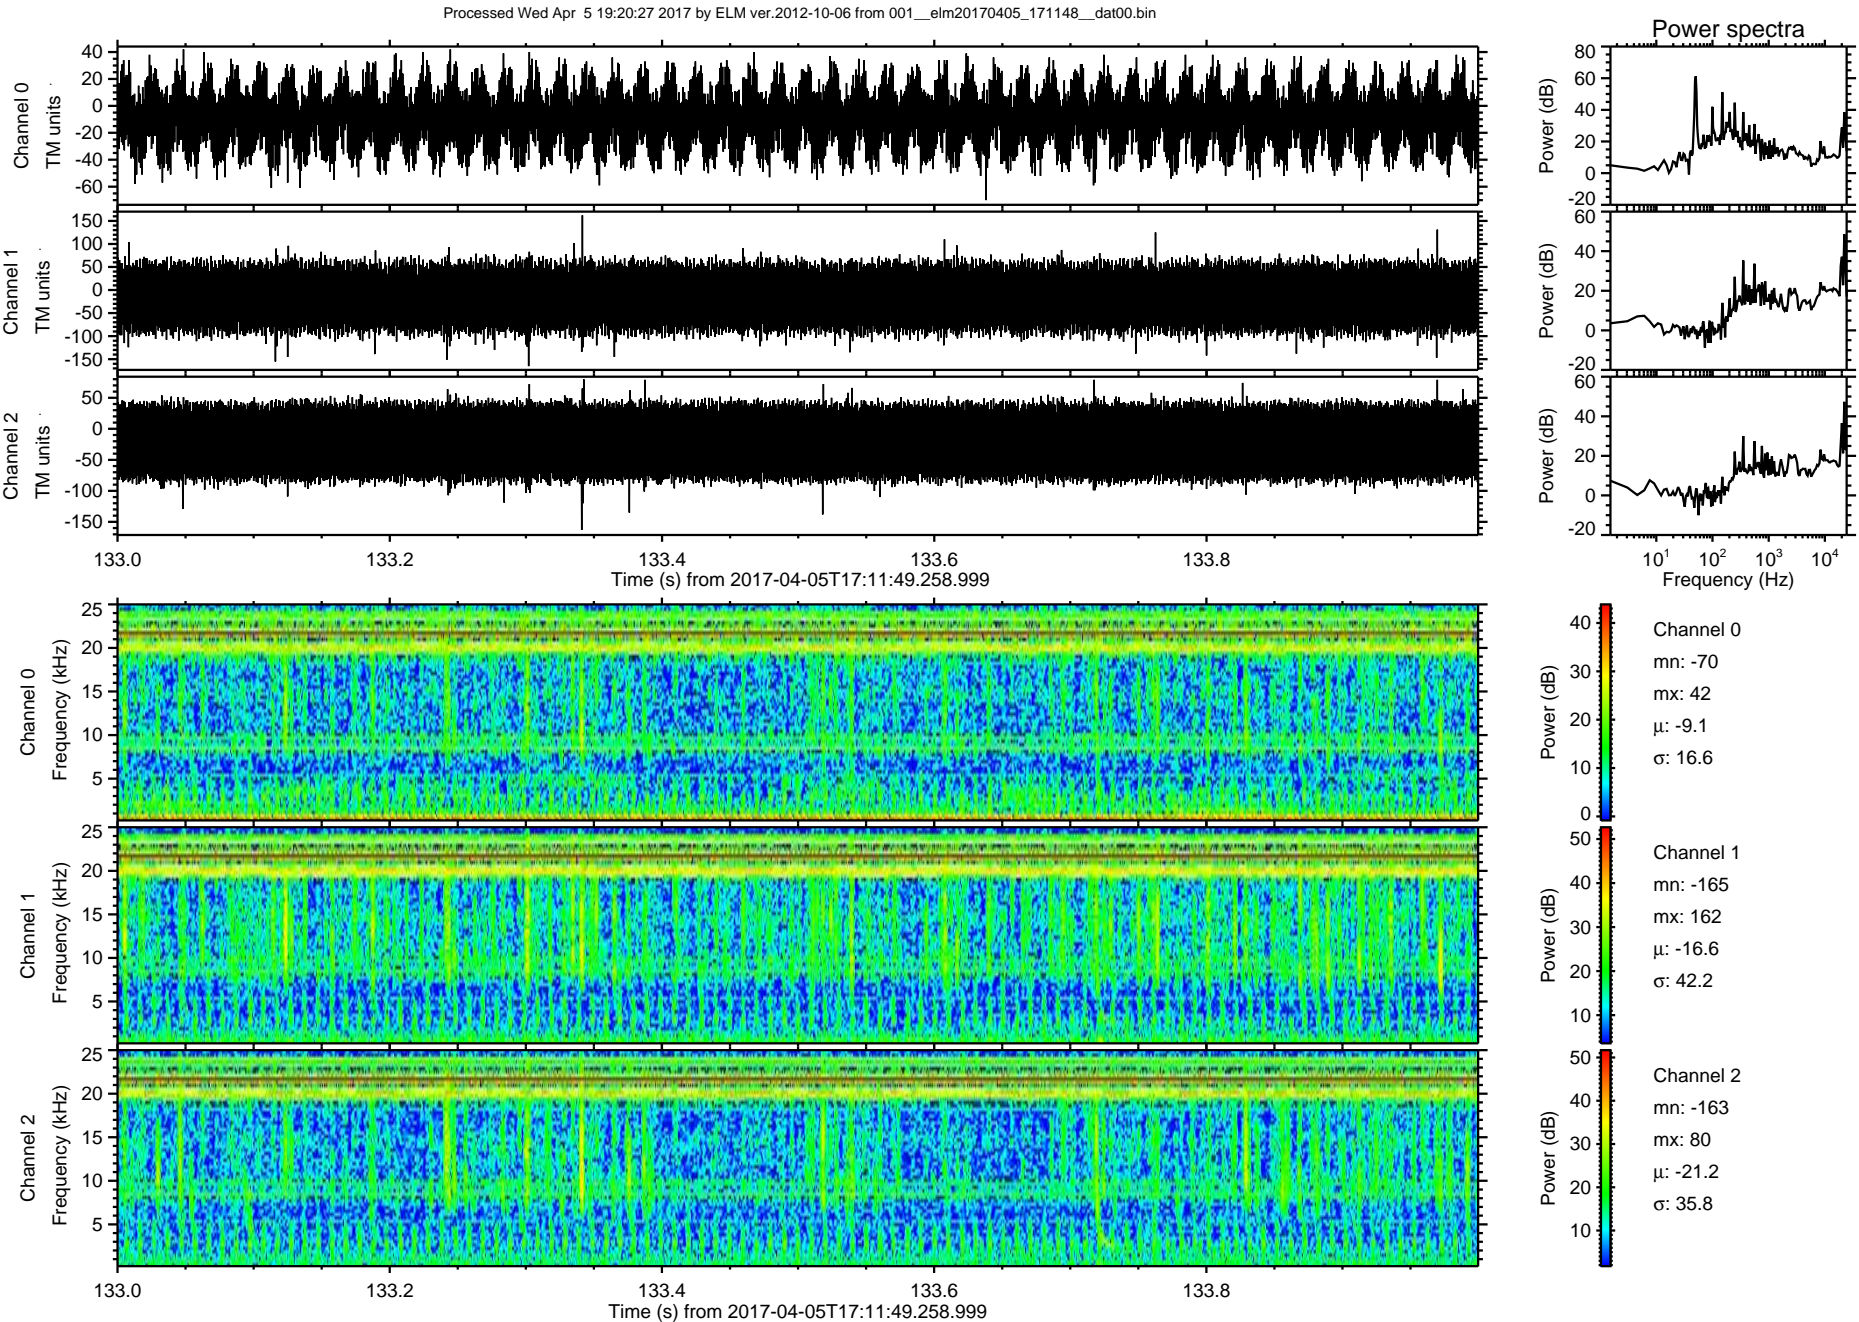 Processed Wed Apr  5 19:20:27 2017 by ELM ver.2012-10-06 from 001__elm20170405_171148__dat00.bin
Power spectra
Channel 0
TM units
40
20
0
-20
-40
-60
Power (dB)
80
60
40
20
0
-20
Channel 1
TM units
150
100
50
0
-50
-100
-150
Power (dB)
60
40
20
0
-20
Channel 2
TM units
50
0
-50
-100
-150
Power (dB)
60
40
20
0
-20
133.0 133.2 133.4 133.6 133.8
Time (s) from 2017-04-05T17:11:49.258.999
10^1 10^2 10^3 10^4
Frequency (Hz)
Channel 0
Frequency (kHz)
25
20
15
10
5
Power (dB)
40
30
20
10
0
Channel 0
mn: -70
mx: 42
μ: -9.1
σ: 16.6
Channel 1
Frequency (kHz)
25
20
15
10
5
Power (dB)
50
40
30
20
10
Channel 1
mn: -165
mx: 162
μ: -16.6
σ: 42.2
Channel 2
Frequency (kHz)
25
20
15
10
5
Power (dB)
50
40
30
20
10
Channel 2
mn: -163
mx: 80
μ: -21.2
σ: 35.8
133.0 133.2 133.4 133.6 133.8
Time (s) from 2017-04-05T17:11:49.258.999